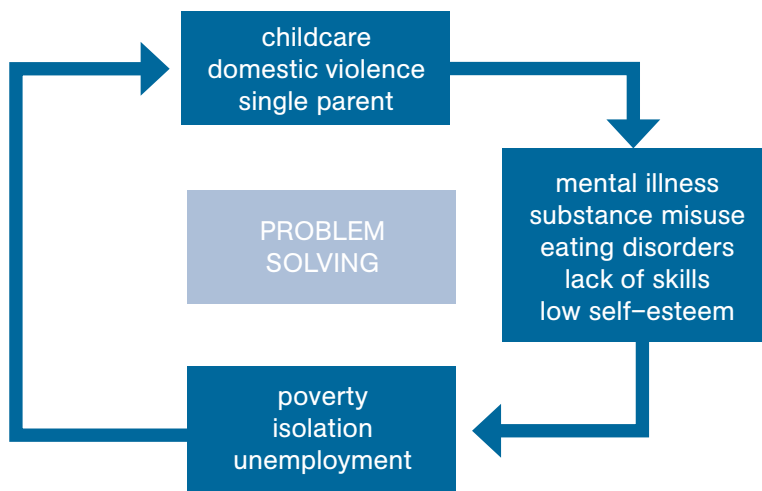 childcare
domestic violence
single parent
mental illness
substance misuse
eating disorders
lack of skills
low self–esteem
PROBLEM
SOLVING
poverty
isolation
unemployment